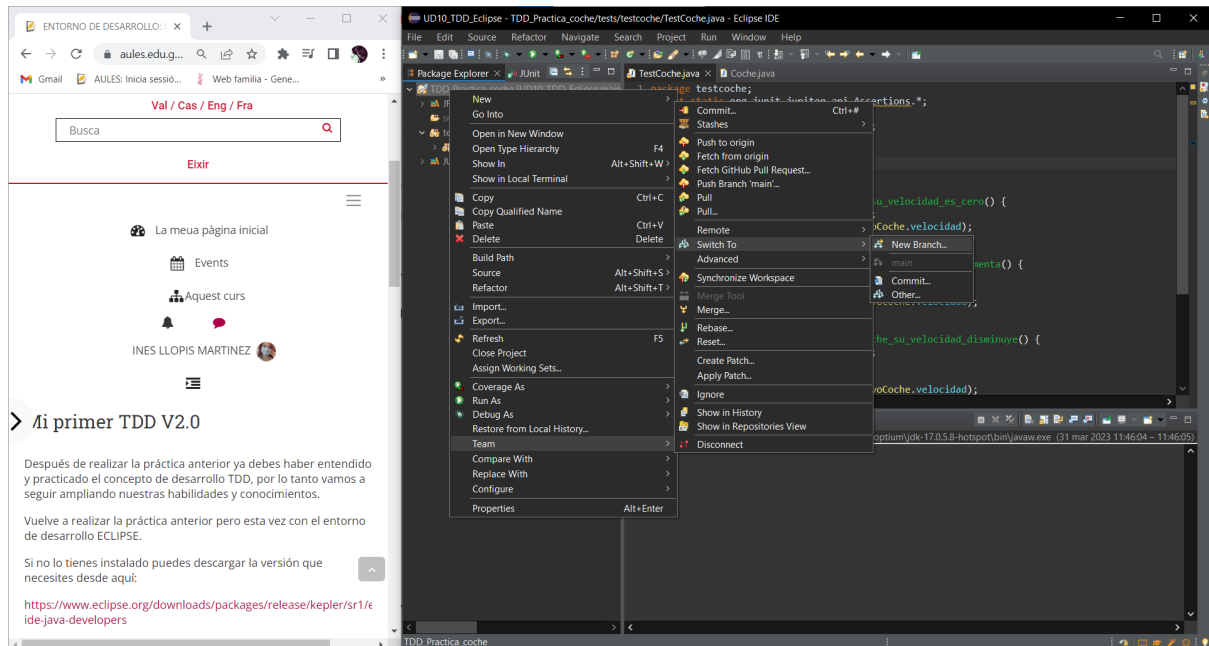 ENTORNO DE DESARROLLO:
aules.edu.g...
Gmail
AULES: Inicia sessió...
Web familia - Gene...
»
Val / Cas / Eng / Fra
Busca
Eixir
La meua pàgina inicial
Events
Aquest curs
INES LLOPIS MARTINEZ
Mi primer TDD V2.0
Después de realizar la práctica anterior ya debes haber entendido
y practicado el concepto de desarrollo TDD, por lo tanto vamos a
seguir ampliando nuestras habilidades y conocimientos.
Vuelve a realizar la práctica anterior pero esta vez con el entorno
de desarrollo ECLIPSE.
Si no lo tienes instalado puedes descargar la versión que
necesites desde aquí:
https://www.eclipse.org/downloads/packages/release/kepler/sr1/e
ide-java-developers
UD10_TDD_Eclipse - TDD_Practica_coche/tests/testcoche/TestCoche.java - Eclipse IDE
File Edit Source Refactor Navigate Search Project Run Window Help
Package Explorer
JUnit
TestCoche.java
Coche.java
TDD_Practica_coche [UD10_TDD_Eclipse main]
1 package testcoche;
static org.junit.jupiter.api.Assertions.*;
su_velocidad_es_cero() {
oCoche.velocidad);
menta() {
che_su_velocidad_disminuye() {
voCoche.velocidad);
New
Go Into
Open in New Window
Open Type Hierarchy F4
Show In Alt+Shift+W
Show in Local Terminal
Copy Ctrl+C
Copy Qualified Name
Paste Ctrl+V
Delete Delete
Build Path
Source Alt+Shift+S
Refactor Alt+Shift+T
Import...
Export...
Refresh F5
Close Project
Assign Working Sets...
Coverage As
Run As
Debug As
Restore from Local History...
Team
Compare With
Replace With
Configure
Properties Alt+Enter
Commit... Ctrl+#
Stashes
Push to origin
Fetch from origin
Fetch GitHub Pull Request...
Push Branch 'main'...
Pull
Pull...
Remote
Switch To
Advanced
Synchronize Workspace
Merge Tool
Merge...
Rebase...
Reset...
Create Patch...
Apply Patch...
Ignore
Show in History
Show in Repositories View
Disconnect
New Branch...
main
Commit...
Other...
optium\jdk-17.0.5.8-hotspot\bin\javaw.exe (31 mar 2023 11:46:04 – 11:46:05)
TDD_Practica_coche